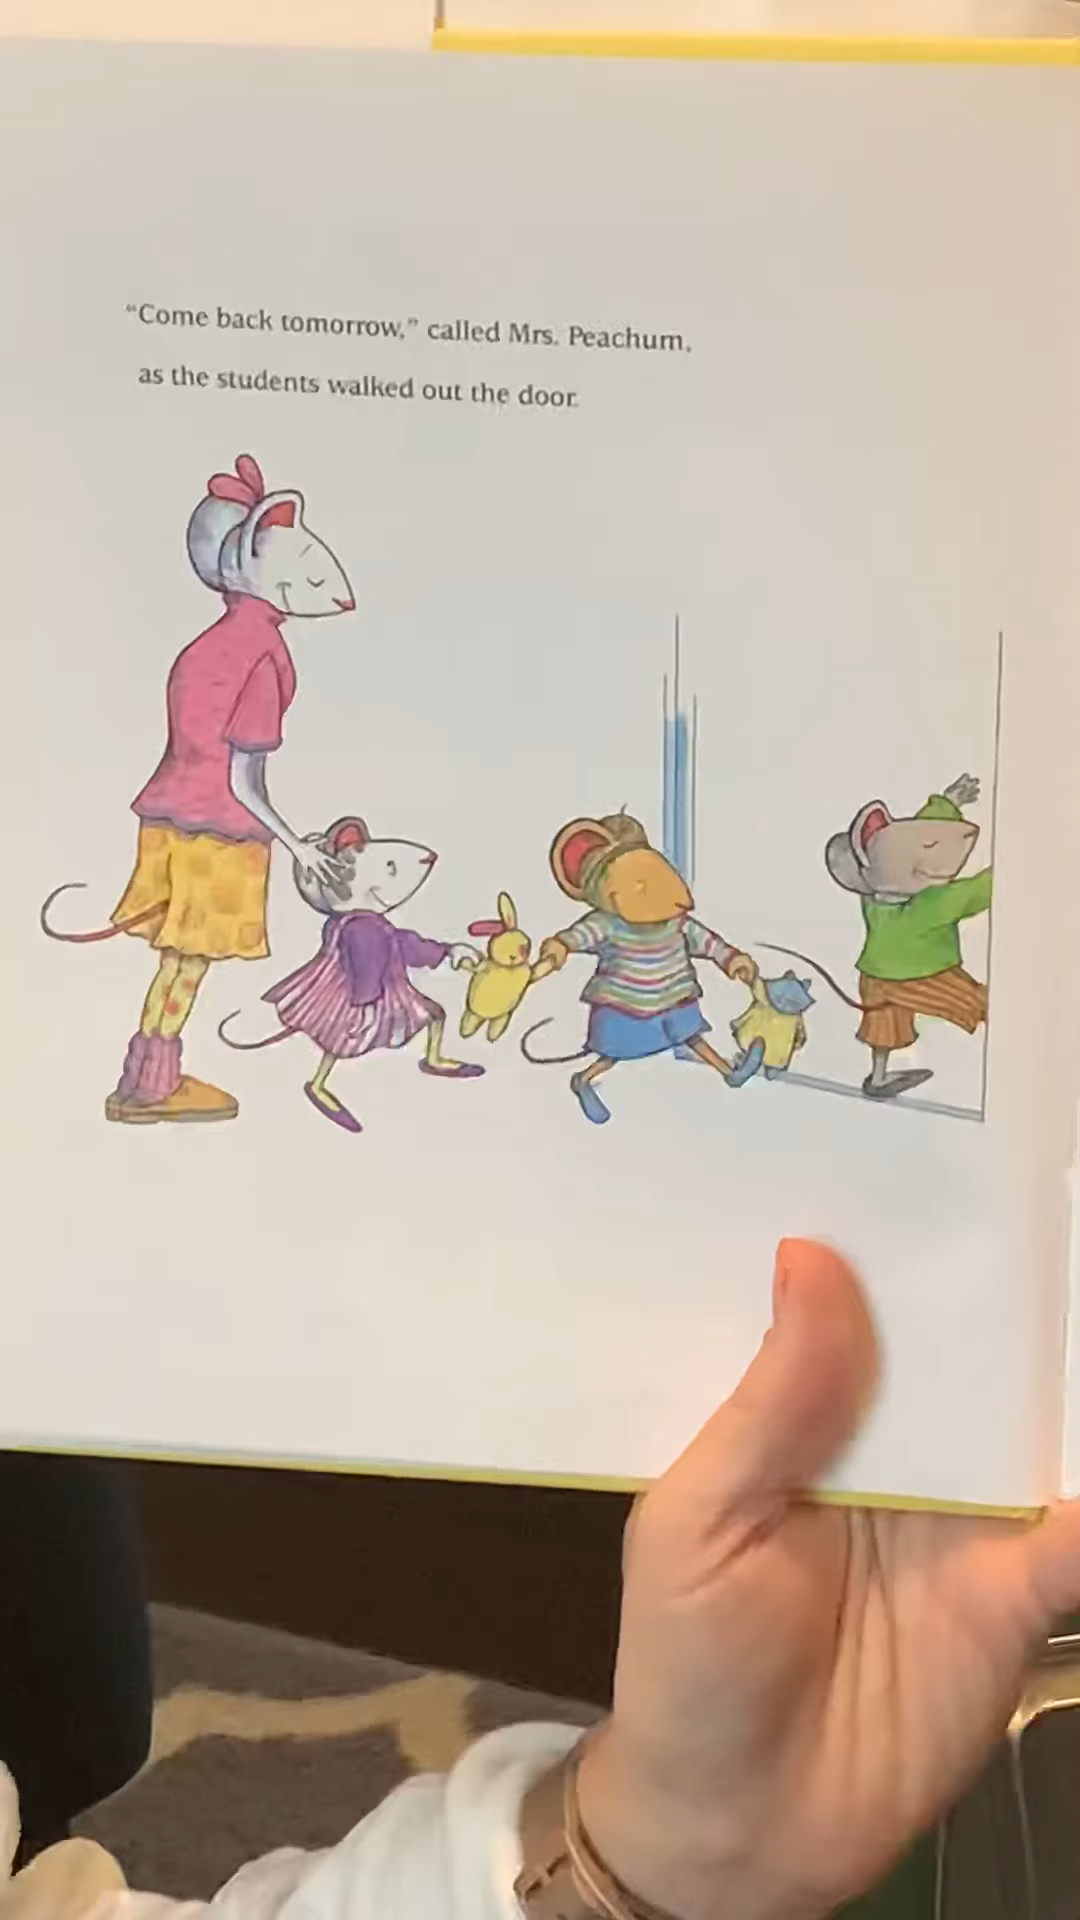 “Come back tomorrow,” called Mrs. Peachum,
as the students walked out the door.